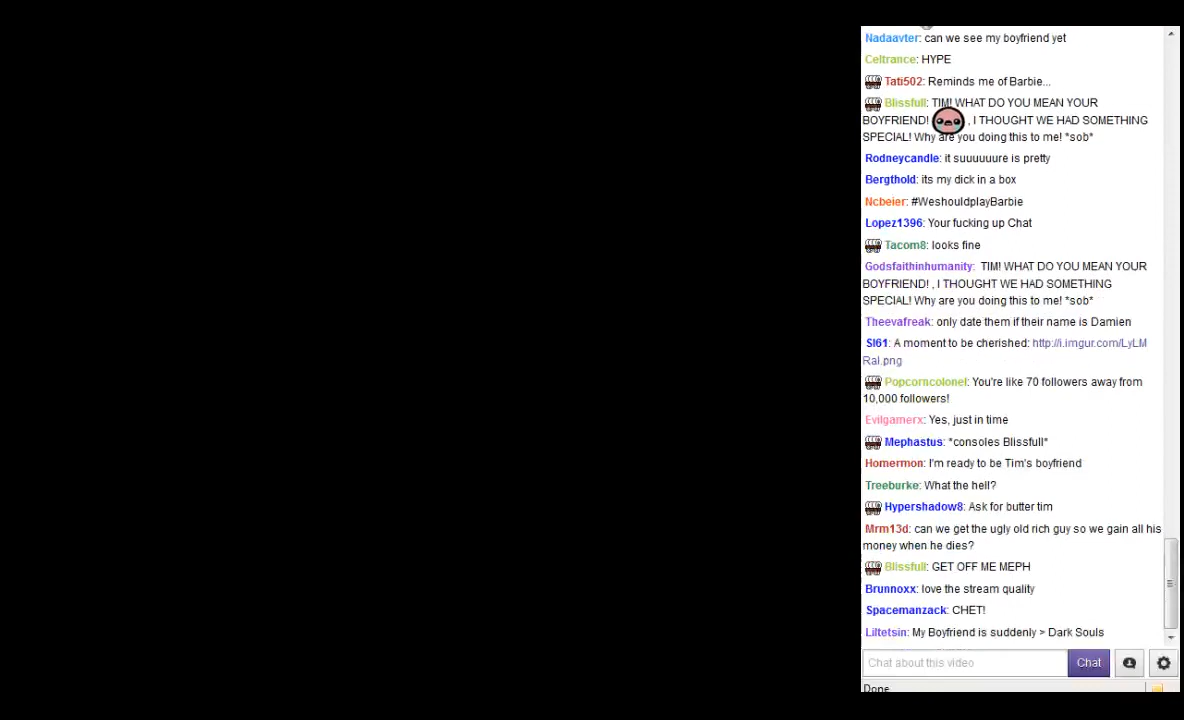 Nadaavter: can we see my boyfriend yet
Celtrance: HYPE
Tati502: Reminds me of Barbie...
Blissfull: TIM! WHAT DO YOU MEAN YOUR
BOYFRIEND! , I THOUGHT WE HAD SOMETHING
SPECIAL! Why are you doing this to me! *sob*
Rodneycandle: it suuuuuure is pretty
Bergthold: its my dick in a box
Ncbeier: #WeshouldplayBarbie
Lopez1396: Your fucking up Chat
Tacom8: looks fine
Godsfaithinhumanity: TIM! WHAT DO YOU MEAN YOUR
BOYFRIEND! , I THOUGHT WE HAD SOMETHING
SPECIAL! Why are you doing this to me! *sob*
Theevafreak: only date them if their name is Damien
Sl61: A moment to be cherished: http://i.imgur.com/LyLM
Ral.png
Popcorncolonel: You're like 70 followers away from
10,000 followers!
Evilgamerx: Yes, just in time
Mephastus: *consoles Blissfull*
Homermon: I'm ready to be Tim's boyfriend
Treeburke: What the hell?
Hypershadow8: Ask for butter tim
Mrm13d: can we get the ugly old rich guy so we gain all his
money when he dies?
Blissfull: GET OFF ME MEPH
Brunnoxx: love the stream quality
Spacemanzack: CHET!
Liltetsin: My Boyfriend is suddenly > Dark Souls
Chat about this video
Chat
Done